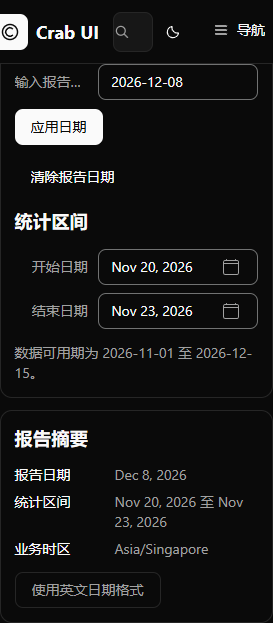 © Crab UI 导航
输入报告... 2026-12-08
应用日期
清除报告日期
统计区间
开始日期 Nov 20, 2026
结束日期 Nov 23, 2026
数据可用期为 2026-11-01 至 2026-12-
15。
报告摘要
报告日期 Dec 8, 2026
统计区间 Nov 20, 2026 至 Nov
23, 2026
业务时区 Asia/Singapore
使用英文日期格式